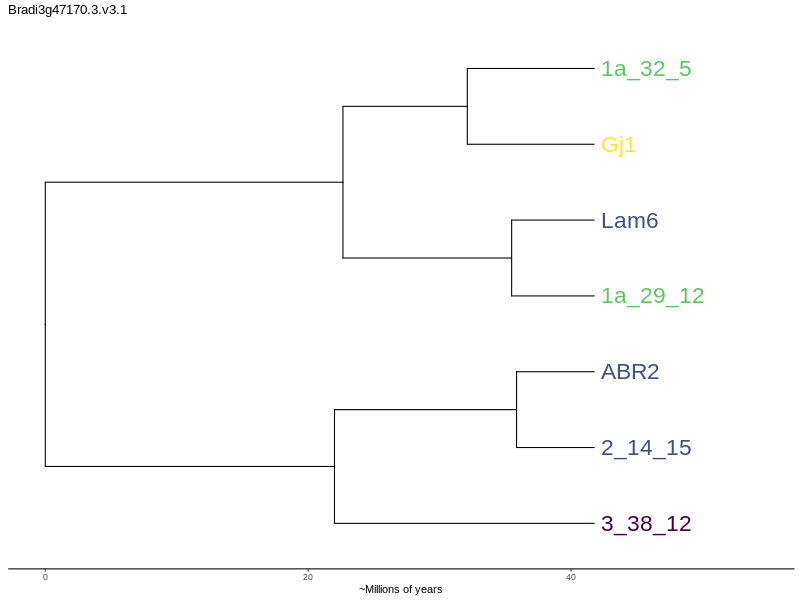 Bradi3g47170.3.v3.1
1a_32_5
Gj1
Lam6
1a_29_12
ABR2
2_14_15
3_38_12
0 20 40
~Millions of years